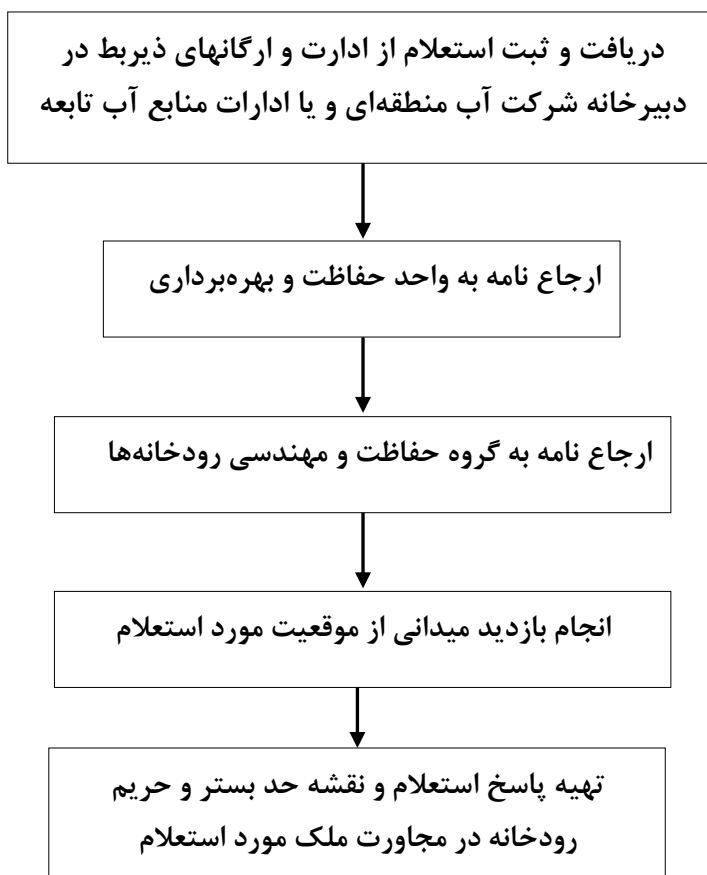 دریافت و ثبت استعلام از ادارت و ارگانهای ذیربط در
دبیرخانه شرکت آب منطقه‌ای و یا ادارات منابع آب تابعه
ارجاع نامه به واحد حفاظت و بهره‌برداری
ارجاع نامه به گروه حفاظت و مهندسی رودخانه‌ها
انجام بازدید میدانی از موقعیت مورد استعلام
تهیه پاسخ استعلام و نقشه حد بستر و حریم
رودخانه در مجاورت ملک مورد استعلام